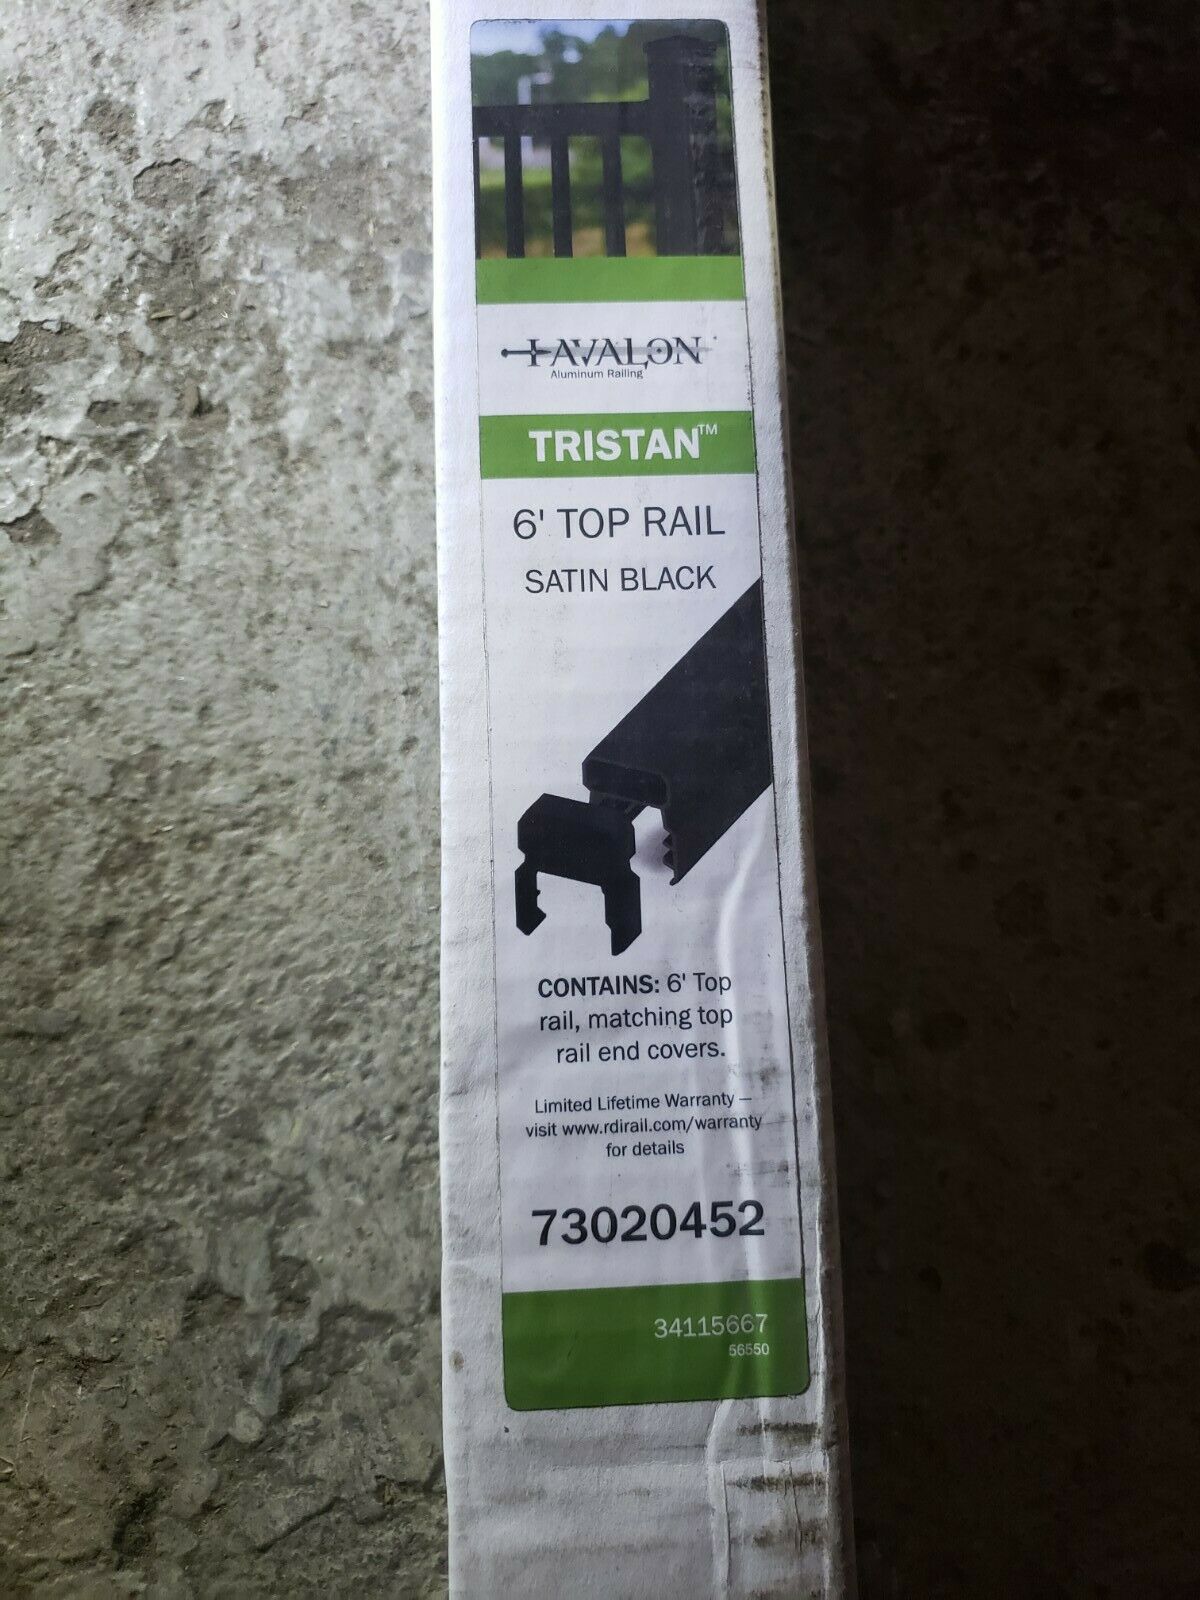 AVALON
Aluminum Railing
TRISTAN™
6' TOP RAIL
SATIN BLACK
CONTAINS: 6' Top
rail, matching top
rail end covers.
Limited Lifetime Warranty –
visit www.rdirail.com/warranty
for details
73020452
34115667
56550